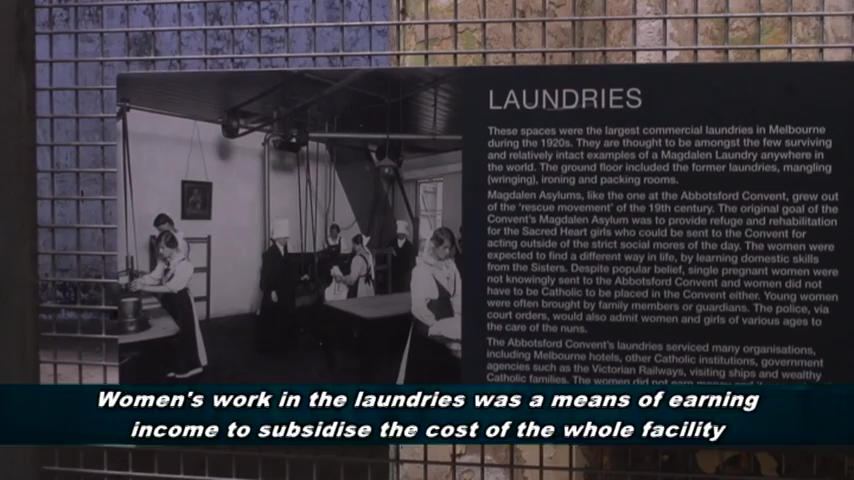 LAUNDRIES
These spaces were the largest commercial laundries in Melbourne
during the 1920s. They are thought to be amongst the few surviving
and relatively intact examples of a Magdalen Laundry anywhere in
the world. The ground floor included the former laundries, mangling
(wringing), ironing and packing rooms.
Magdalen Asylums, like the one at the Abbotsford Convent, grew out
of the 'rescue movement' of the 19th century. The original goal of the
Convent's Magdalen Asylum was to provide refuge and rehabilitation
for the Sacred Heart girls who could be sent to the Convent for
acting outside of the strict social mores of the day. The women were
expected to find a different way in life, by learning domestic skills
from the Sisters. Despite popular belief, single pregnant women were
not knowingly sent to the Abbotsford Convent and women did not
have to be Catholic to be placed in the Convent either. Young women
were often brought by family members or guardians. The police, via
court orders, would also admit women and girls of various ages to
the care of the nuns.
The Abbotsford Convent's laundries serviced many organisations,
including Melbourne hotels, other Catholic institutions, government
agencies such as the Victorian Railways, visiting ships and wealthy
Catholic families. The women did not earn money and it
Women's work in the laundries was a means of earning
income to subsidise the cost of the whole facility